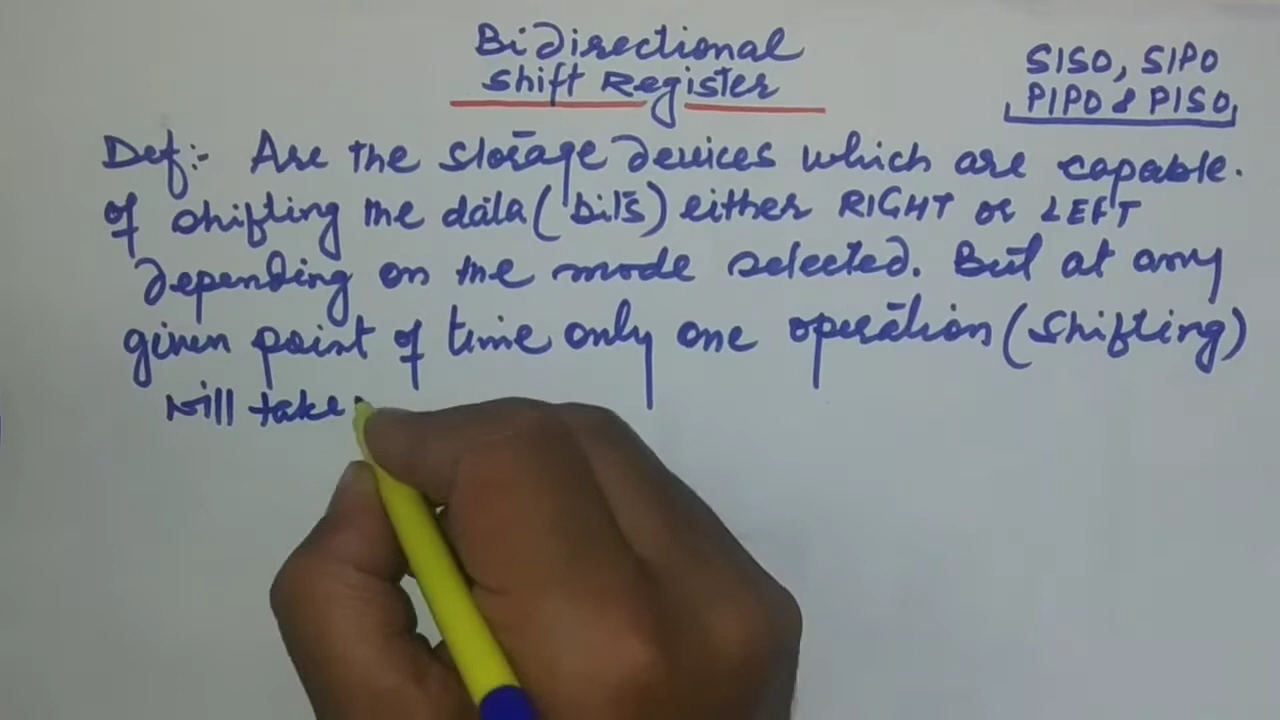 Bidirectional
Shift Register
SISO, SIPO
PIPO & PISO,
Def:- Are the storage devices which are capable.
of shifting the data (bits) either RIGHT or LEFT
depending on the mode selected. But at any
given point of time only one operation (shifting)
will take